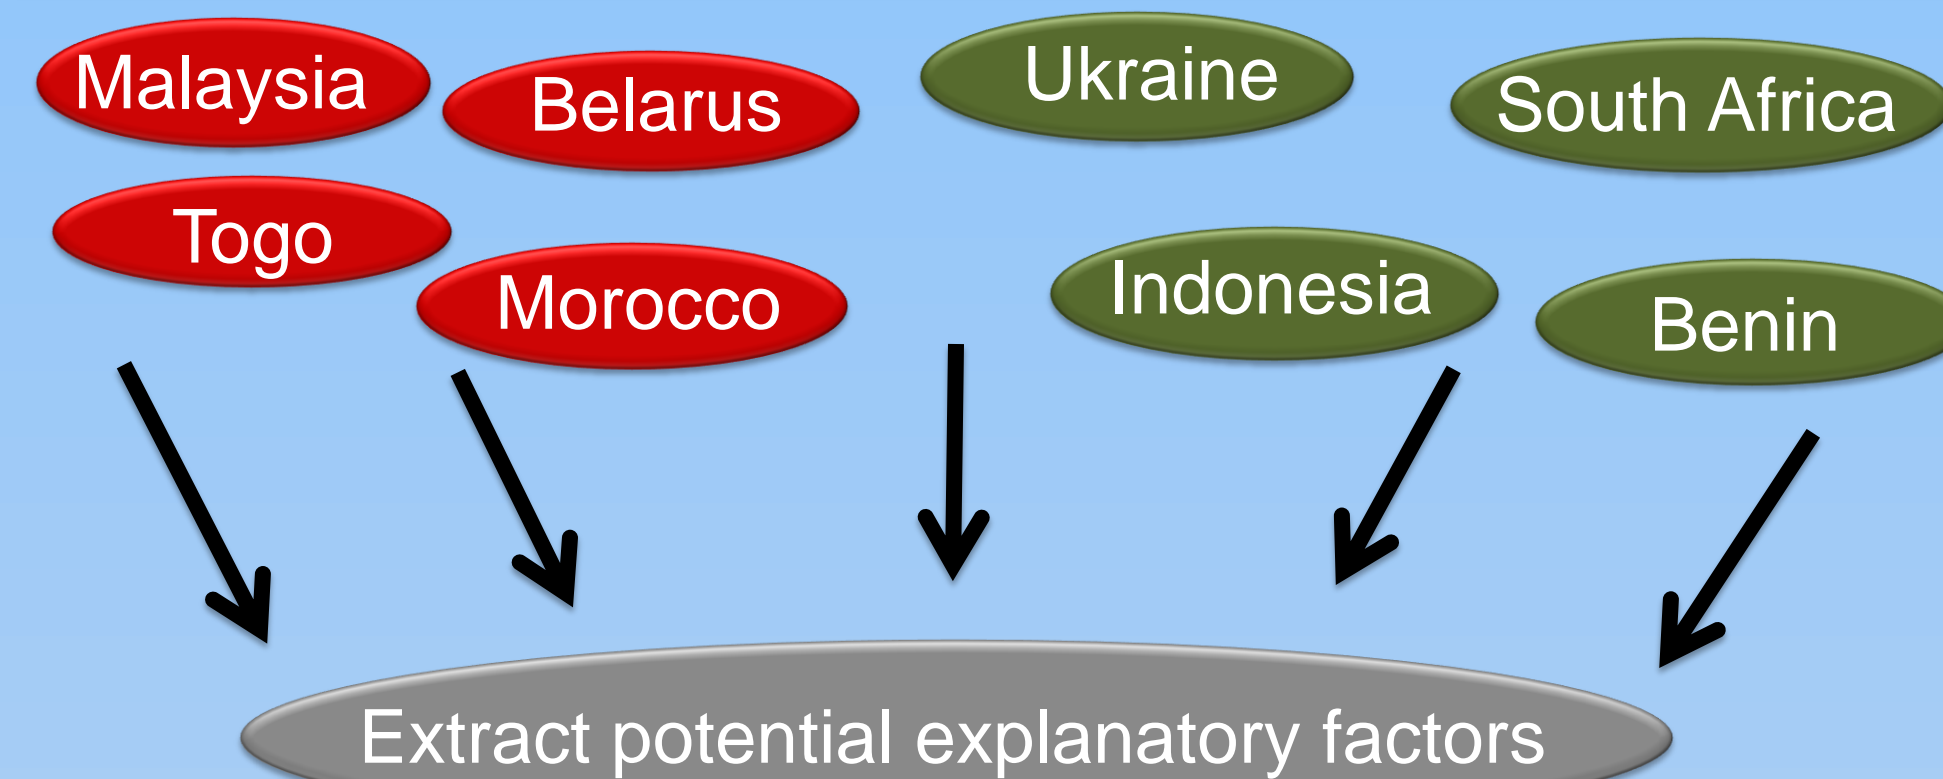 Malaysia
Belarus
Ukraine
South Africa
Togo
Morocco
Indonesia
Benin
Extract potential explanatory factors